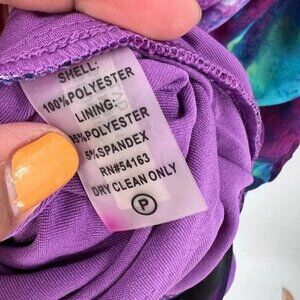 SHELL:
100%POLYESTER
LINING:
95%POLYESTER
5%SPANDEX
RN#54163
DRY CLEAN ONLY
P